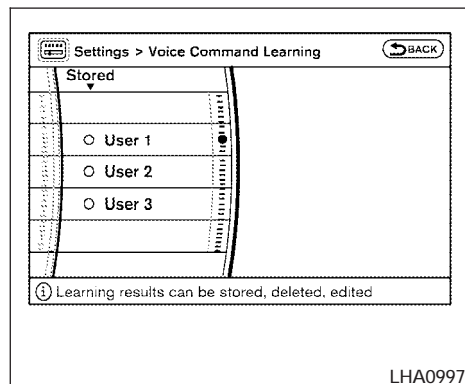 Settings > Voice Command Learning
BACK
Stored
User 1
User 2
User 3
i Learning results can be stored, deleted, edited
LHA0997